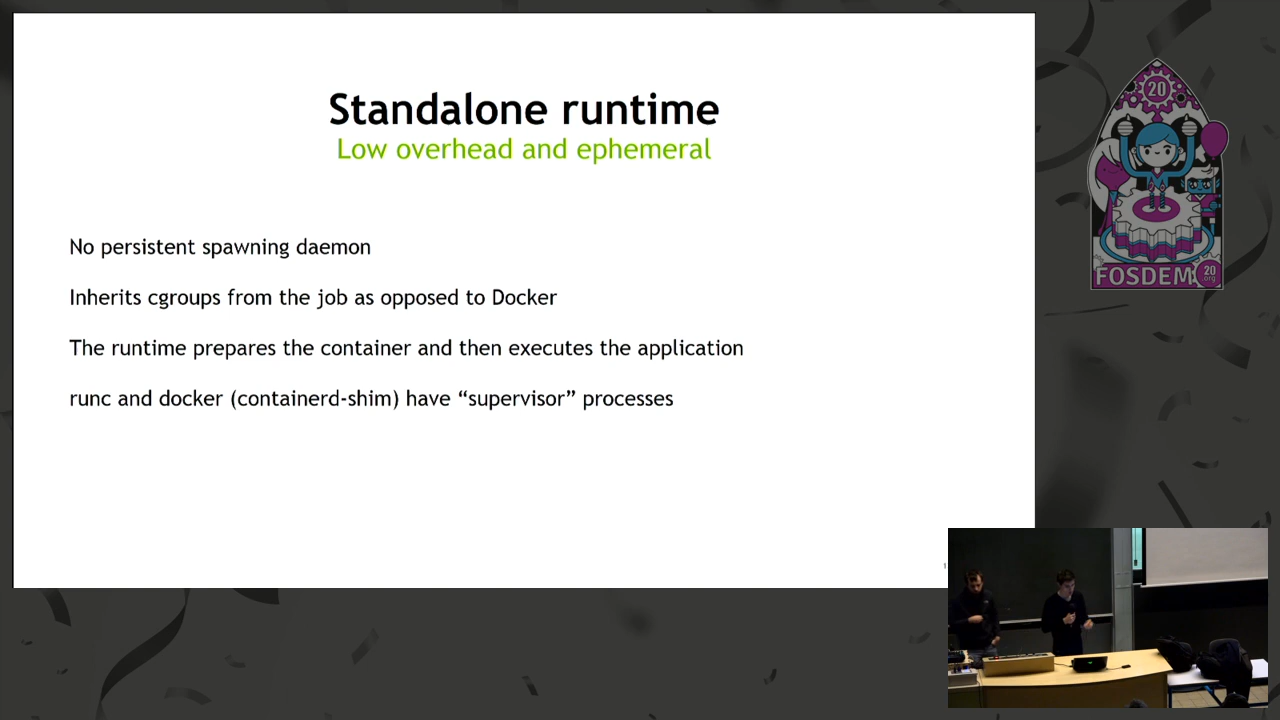 Standalone runtime
Low overhead and ephemeral
No persistent spawning daemon
Inherits cgroups from the job as opposed to Docker
The runtime prepares the container and then executes the application
runc and docker (containerd-shim) have “supervisor” processes
20
FOSDEM 20
.org